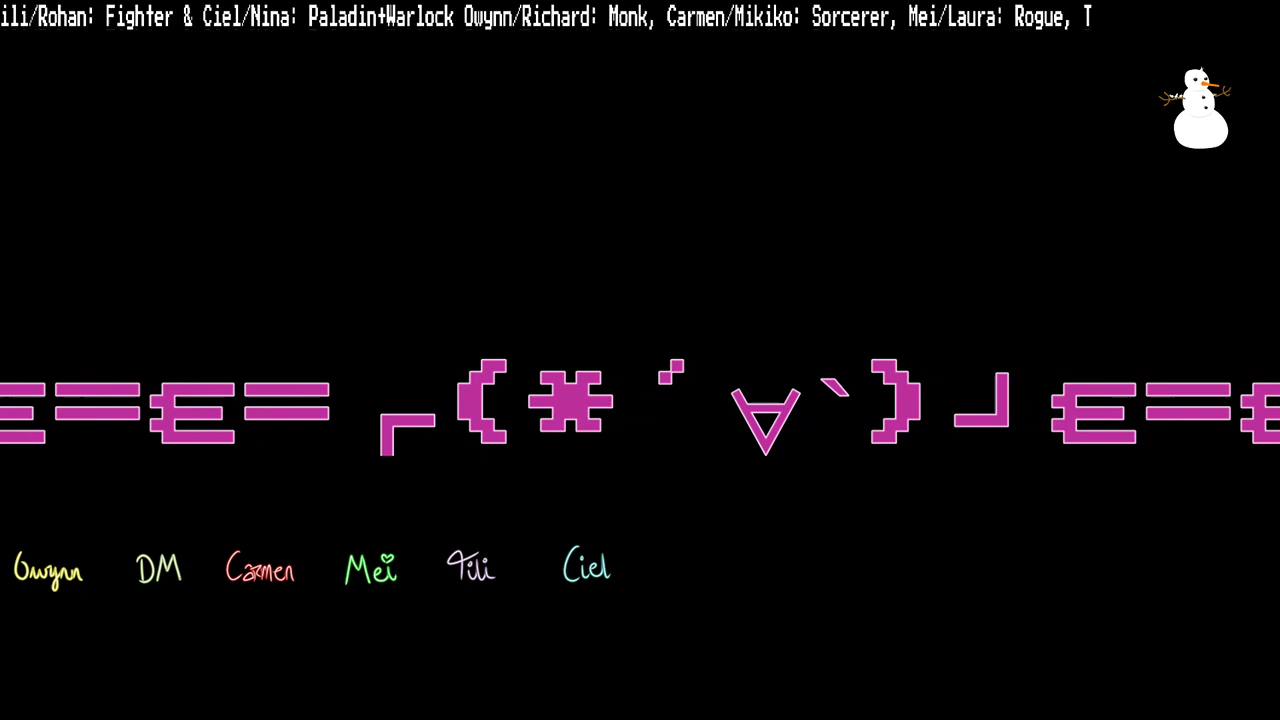 ili/Rohan: Fighter & Ciel/Nina: Paladin+Warlock Owynn/Richard: Monk, Carmen/Mikiko: Sorcerer, Mei/Laura: Rogue, T
ε=ε=┌(*ﾟ∀`)┘ε=ε
Owynn DM Carmen Mei Tili Ciel